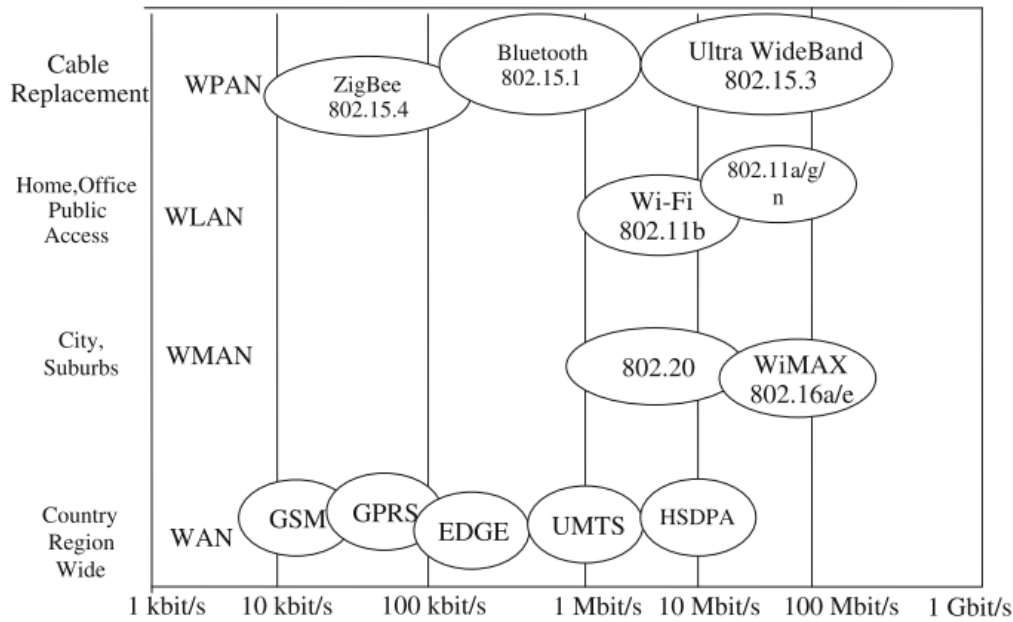 Cable
Replacement
WPAN
ZigBee
802.15.4
Bluetooth
802.15.1
Ultra WideBand
802.15.3
Home,Office
Public
Access
WLAN
Wi-Fi
802.11b
802.11a/g/
n
City,
Suburbs
WMAN
802.20
WiMAX
802.16a/e
Country
Region
Wide
WAN
GSM
GPRS
EDGE
UMTS
HSDPA
1 kbit/s
10 kbit/s
100 kbit/s
1 Mbit/s
10 Mbit/s
100 Mbit/s
1 Gbit/s